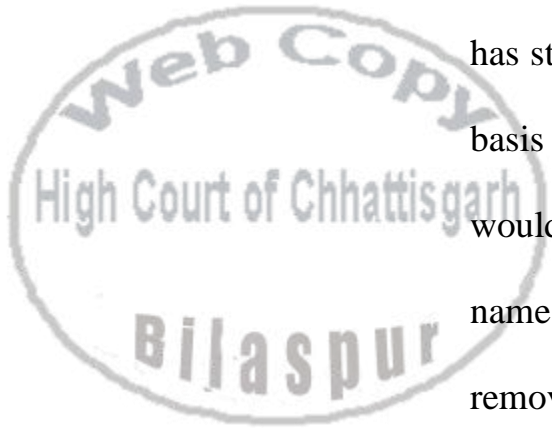 Web Copy
High Court of Chhattisgarh
Bilaspur
has st
basis
would
name
remov